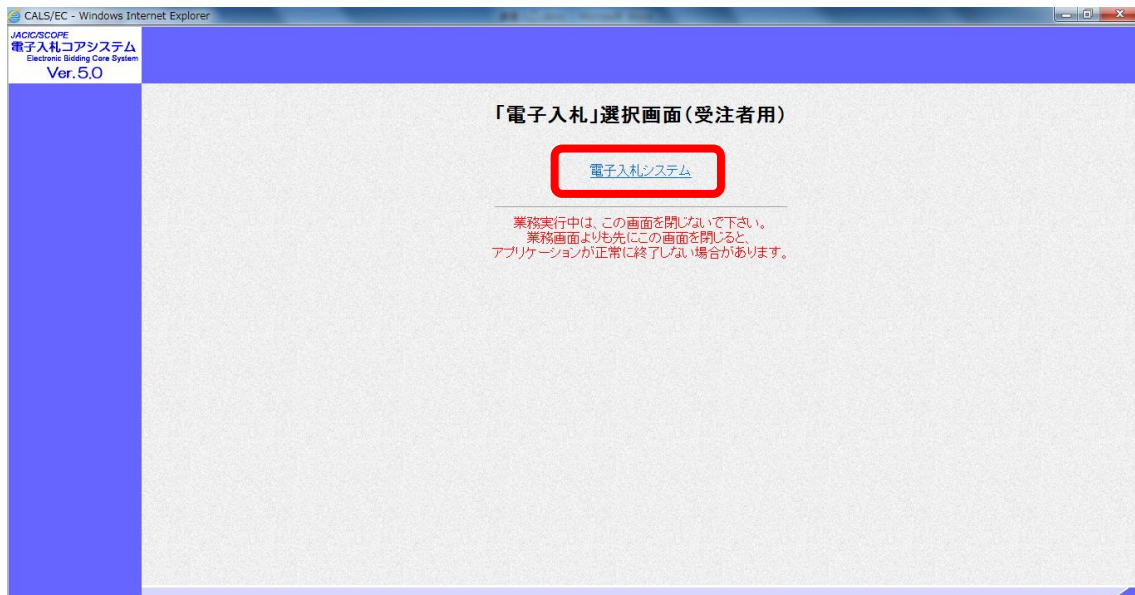 CALS/EC - Windows Internet Explorer
JACIC/SCOPE
電子入札コアシステム
Electronic Bidding Core System
Ver.5.0
「電子入札」選択画面(受注者用)
電子入札システム
業務実行中は、この画面を閉じないで下さい。
業務画面よりも先にこの画面を閉じると、
アプリケーションが正常に終了しない場合があります。